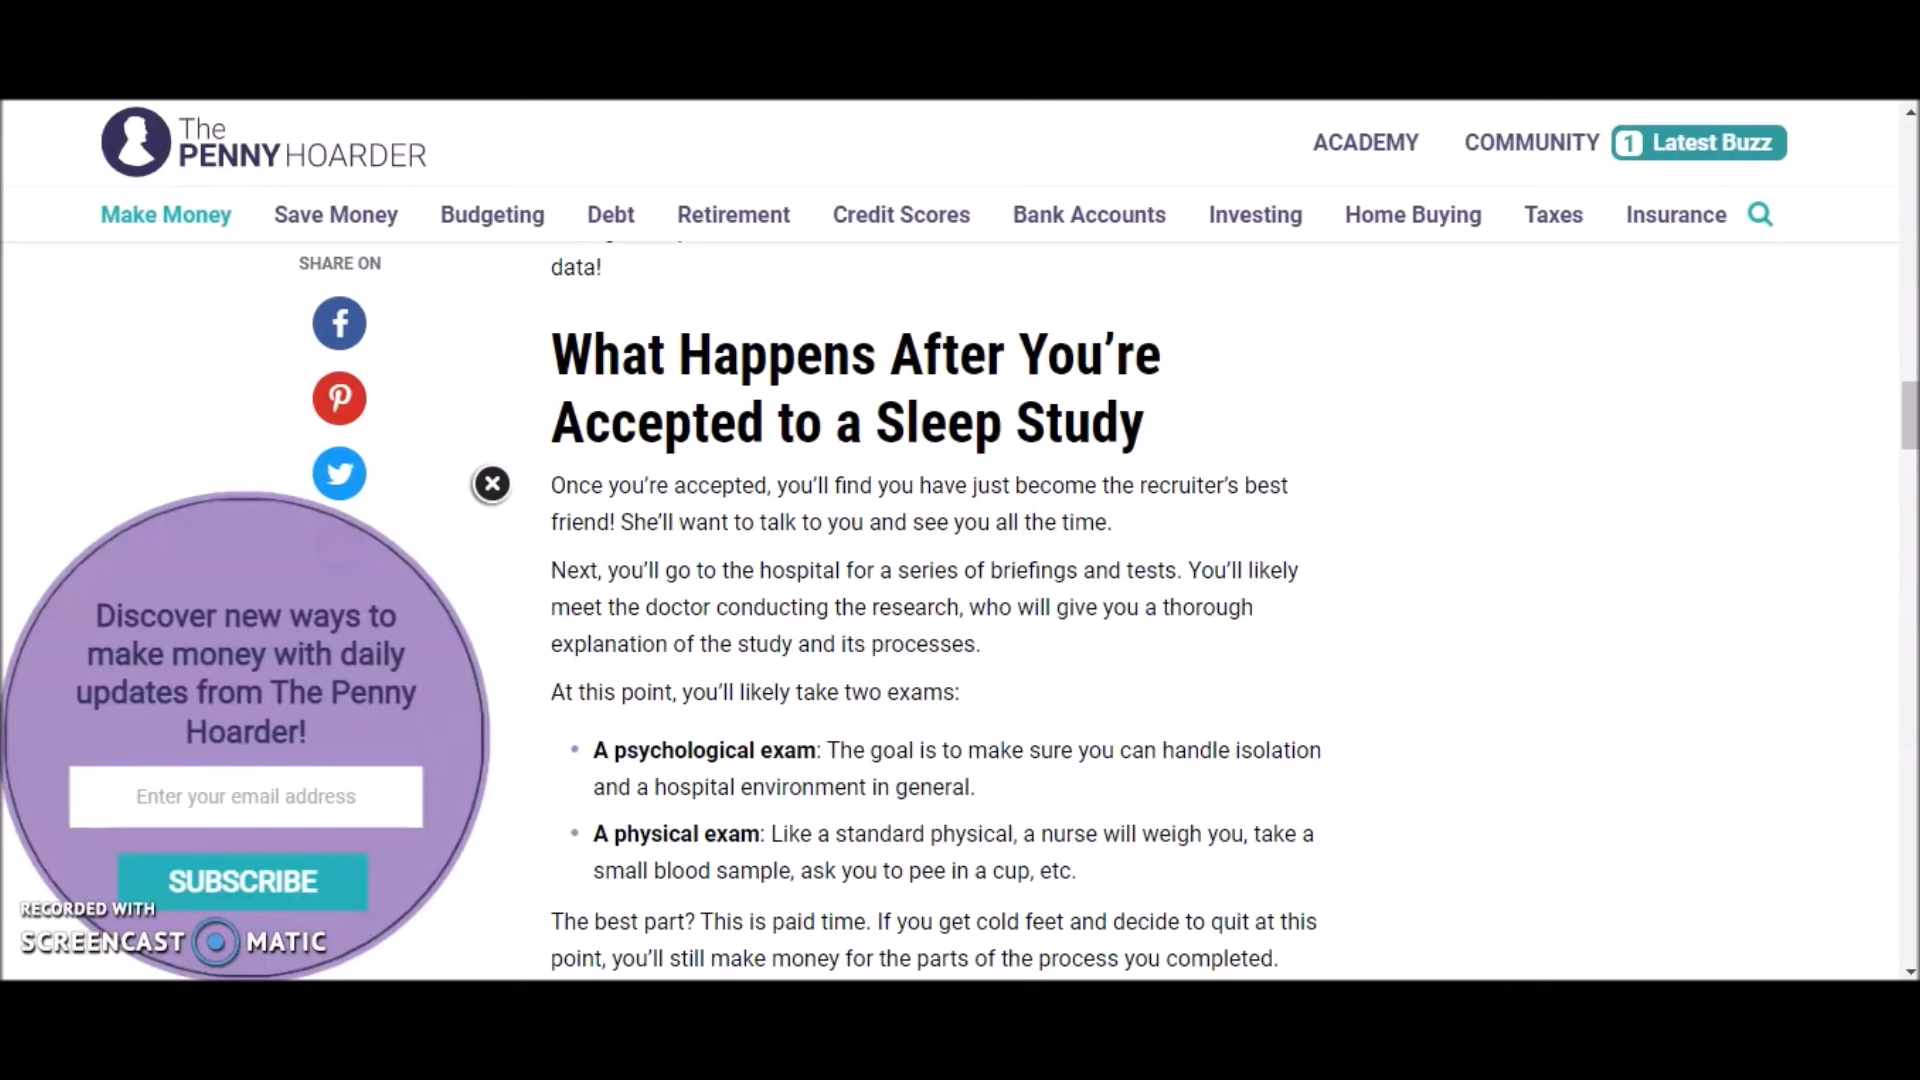 The
PENNY HOARDER
ACADEMY
COMMUNITY
1 Latest Buzz
Make Money
Save Money
Budgeting
Debt
Retirement
Credit Scores
Bank Accounts
Investing
Home Buying
Taxes
Insurance
SHARE ON
data!
What Happens After You’re
Accepted to a Sleep Study
Once you’re accepted, you’ll find you have just become the recruiter’s best
friend! She’ll want to talk to you and see you all the time.
Next, you’ll go to the hospital for a series of briefings and tests. You’ll likely
meet the doctor conducting the research, who will give you a thorough
explanation of the study and its processes.
At this point, you’ll likely take two exams:
• A psychological exam: The goal is to make sure you can handle isolation
and a hospital environment in general.
• A physical exam: Like a standard physical, a nurse will weigh you, take a
small blood sample, ask you to pee in a cup, etc.
The best part? This is paid time. If you get cold feet and decide to quit at this
point, you’ll still make money for the parts of the process you completed.
Discover new ways to
make money with daily
updates from The Penny
Hoarder!
Enter your email address
SUBSCRIBE
RECORDED WITH
SCREENCAST MATIC